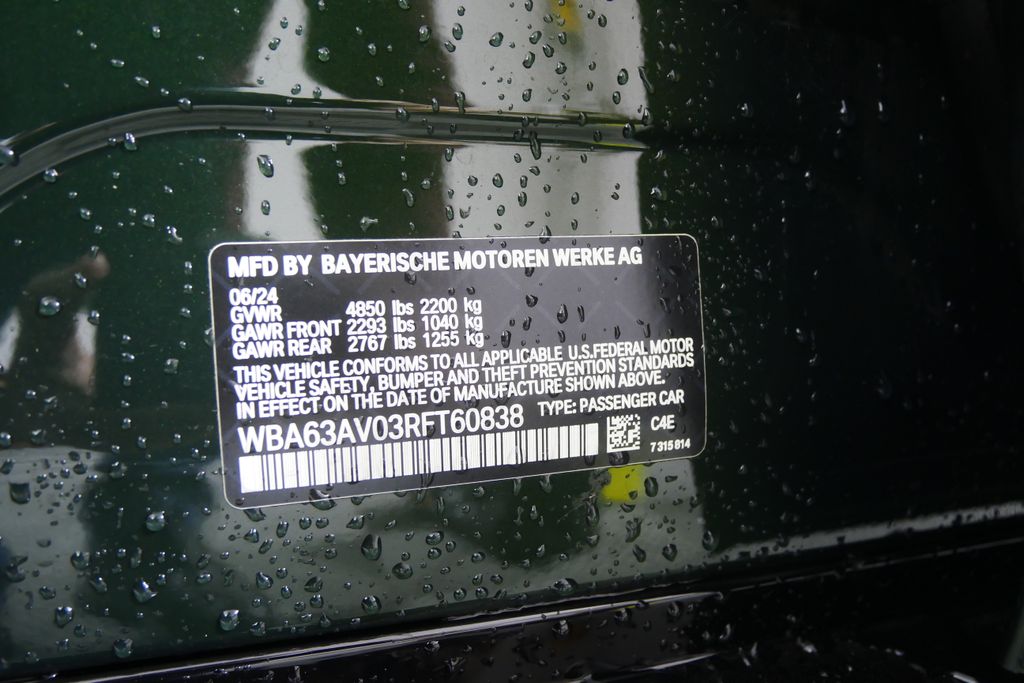 MFD BY BAYERISCHE MOTOREN WERKE AG
06/24
GVWR 4850 lbs 2200 kg
GAWR FRONT 2293 lbs 1040 kg
GAWR REAR 2767 lbs 1255 kg
THIS VEHICLE CONFORMS TO ALL APPLICABLE U.S.FEDERAL MOTOR
VEHICLE SAFETY, BUMPER AND THEFT PREVENTION STANDARDS
IN EFFECT ON THE DATE OF MANUFACTURE SHOWN ABOVE.
WBA63AV03RFT60838 TYPE: PASSENGER CAR
C4E
7315814